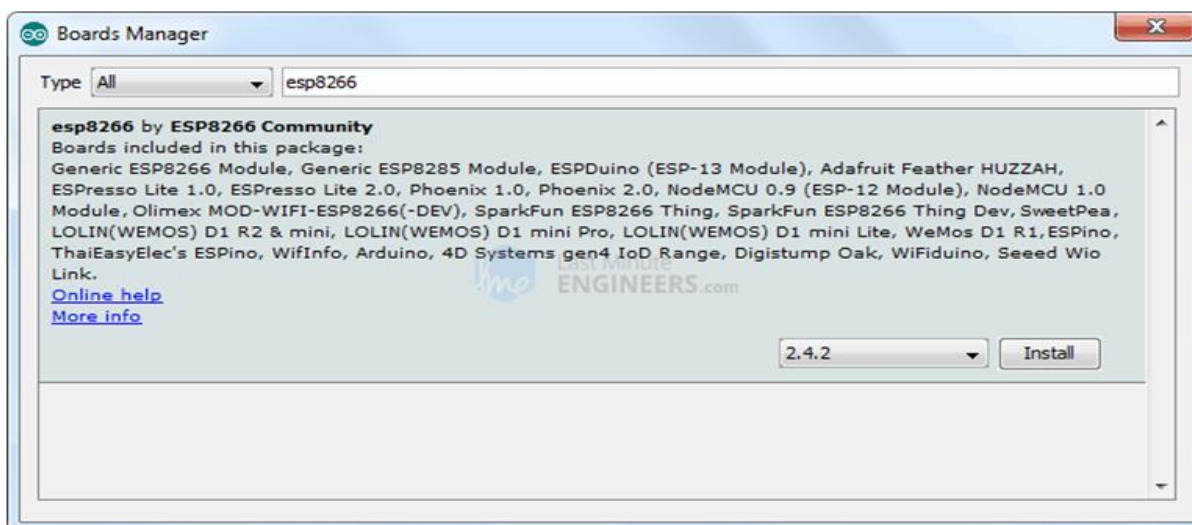 Boards Manager
Type All esp8266
esp8266 by ESP8266 Community
Boards included in this package:
Generic ESP8266 Module, Generic ESP8285 Module, ESPDuino (ESP-13 Module), Adafruit Feather HUZZAH,
ESPresso Lite 1.0, ESPresso Lite 2.0, Phoenix 1.0, Phoenix 2.0, NodeMCU 0.9 (ESP-12 Module), NodeMCU 1.0
Module, Olimex MOD-WIFI-ESP8266(-DEV), SparkFun ESP8266 Thing, SparkFun ESP8266 Thing Dev, SweetPea,
LOLIN(WEMOS) D1 R2 & mini, LOLIN(WEMOS) D1 mini Pro, LOLIN(WEMOS) D1 mini Lite, WeMos D1 R1, ESPino,
ThaiEasyElec's ESPino, WifInfo, Arduino, 4D Systems gen4 IoD Range, Digistump Oak, WiFiduino, Seeed Wio
Link.
Last Minute
ENGINEERS.com
me
Online help
More info
2.4.2 Install